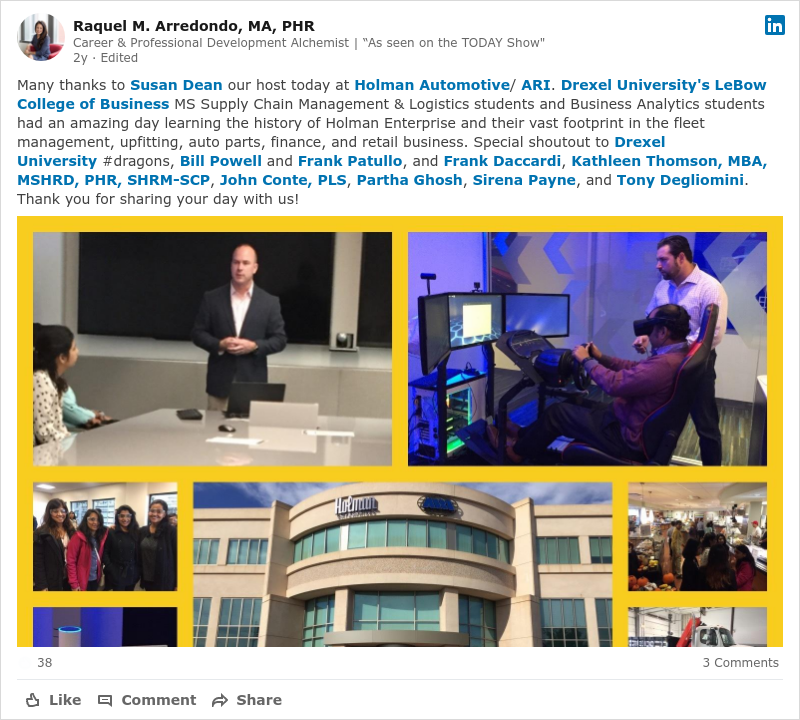 Raquel M. Arredondo, MA, PHR
Career & Professional Development Alchemist | “As seen on the TODAY Show"
2y · Edited
in
Many thanks to Susan Dean our host today at Holman Automotive/ ARI. Drexel University's LeBow
College of Business MS Supply Chain Management & Logistics students and Business Analytics students
had an amazing day learning the history of Holman Enterprise and their vast footprint in the fleet
management, upfitting, auto parts, finance, and retail business. Special shoutout to Drexel
University #dragons, Bill Powell and Frank Patullo, and Frank Daccardi, Kathleen Thomson, MBA,
MSHRD, PHR, SHRM-SCP, John Conte, PLS, Partha Ghosh, Sirena Payne, and Tony Degliomini.
Thank you for sharing your day with us!
Holman
38
3 Comments
Like
Comment
Share